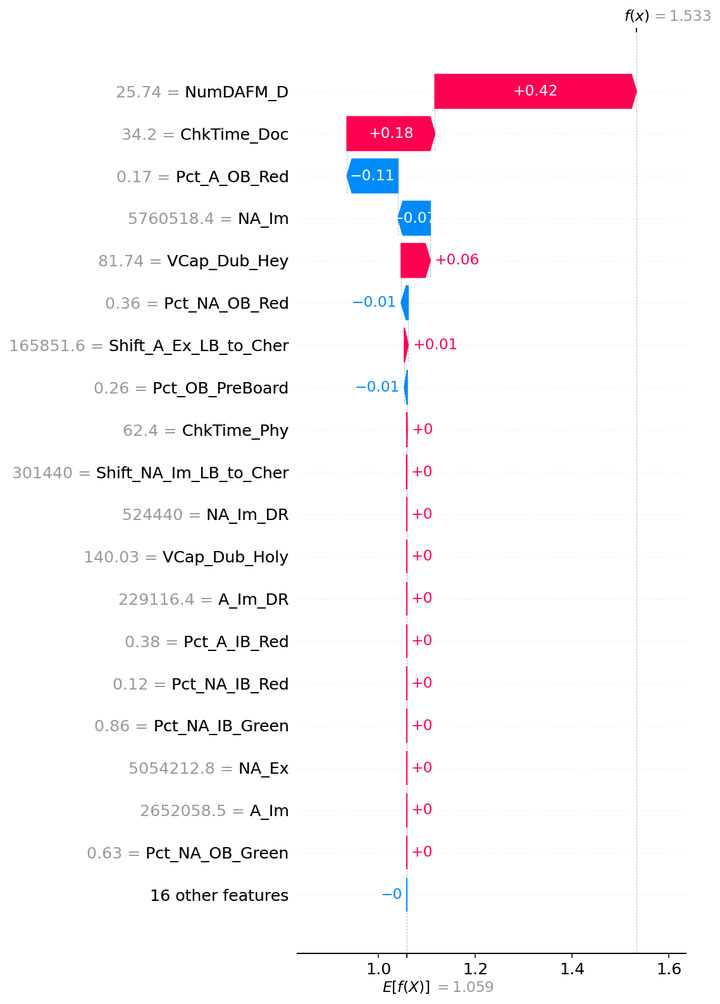 f(x) = 1.533
25.74 = NumDAFM_D +0.42
34.2 = ChkTime_Doc +0.18
0.17 = Pct_A_OB_Red −0.11
5760518.4 = NA_Im −0.07
81.74 = VCap_Dub_Hey +0.06
0.36 = Pct_NA_OB_Red −0.01
165851.6 = Shift_A_Ex_LB_to_Cher +0.01
0.26 = Pct_OB_PreBoard −0.01
62.4 = ChkTime_Phy +0
301440 = Shift_NA_Im_LB_to_Cher +0
524440 = NA_Im_DR +0
140.03 = VCap_Dub_Holy +0
229116.4 = A_Im_DR +0
0.38 = Pct_A_IB_Red +0
0.12 = Pct_NA_IB_Red +0
0.86 = Pct_NA_IB_Green +0
5054212.8 = NA_Ex +0
2652058.5 = A_Im +0
0.63 = Pct_NA_OB_Green +0
16 other features −0
1.0 1.2 1.4 1.6
E[f(X)] = 1.059